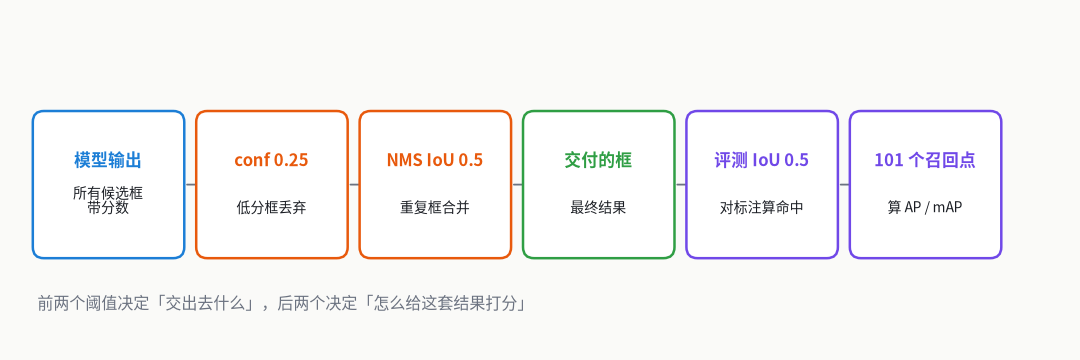 模型输出
所有候选框
带分数
conf 0.25
低分框丢弃
NMS IoU 0.5
重复框合并
交付的框
最终结果
评测 IoU 0.5
对标注算命中
101 个召回点
算 AP / mAP
前两个阈值决定「交出去什么」，后两个决定「怎么给这套结果打分」